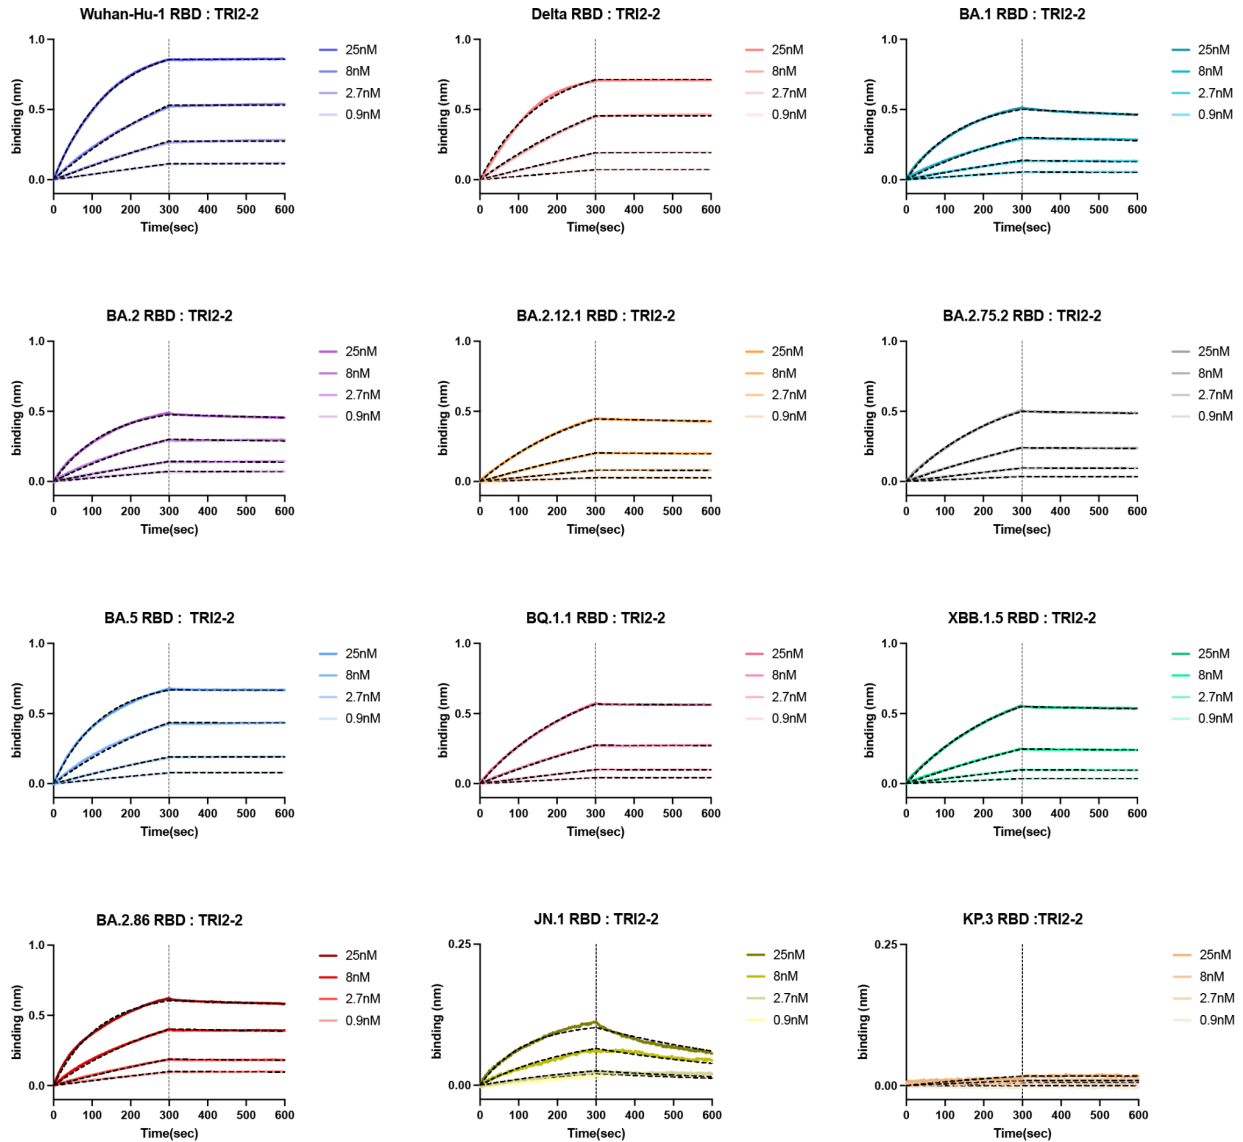 Wuhan-Hu-1 RBD : TRI2-2
1.0
0.5
0.0
binding (nm)
0 100 200 300 400 500 600
Time(sec)
25nM
8nM
2.7nM
0.9nM
Delta RBD : TRI2-2
1.0
0.5
0.0
binding (nm)
0 100 200 300 400 500 600
Time(sec)
25nM
8nM
2.7nM
0.9nM
BA.1 RBD : TRI2-2
1.0
0.5
0.0
binding (nm)
0 100 200 300 400 500 600
Time(sec)
25nM
8nM
2.7nM
0.9nM
BA.2 RBD : TRI2-2
1.0
0.5
0.0
binding (nm)
0 100 200 300 400 500 600
Time(sec)
25nM
8nM
2.7nM
0.9nM
BA.2.12.1 RBD : TRI2-2
1.0
0.5
0.0
binding (nm)
0 100 200 300 400 500 600
Time(sec)
25nM
8nM
2.7nM
0.9nM
BA.2.75.2 RBD : TRI2-2
1.0
0.5
0.0
binding (nm)
0 100 200 300 400 500 600
Time(sec)
25nM
8nM
2.7nM
0.9nM
BA.5 RBD : TRI2-2
1.0
0.5
0.0
binding (nm)
0 100 200 300 400 500 600
Time(sec)
25nM
8nM
2.7nM
0.9nM
BQ.1.1 RBD : TRI2-2
1.0
0.5
0.0
binding (nm)
0 100 200 300 400 500 600
Time(sec)
25nM
8nM
2.7nM
0.9nM
XBB.1.5 RBD : TRI2-2
1.0
0.5
0.0
binding (nm)
0 100 200 300 400 500 600
Time(sec)
25nM
8nM
2.7nM
0.9nM
BA.2.86 RBD : TRI2-2
1.0
0.5
0.0
binding (nm)
0 100 200 300 400 500 600
Time(sec)
25nM
8nM
2.7nM
0.9nM
JN.1 RBD : TRI2-2
0.25
0.00
binding (nm)
0 100 200 300 400 500 600
Time(sec)
25nM
8nM
2.7nM
0.9nM
KP.3 RBD :TRI2-2
0.25
0.00
binding (nm)
0 100 200 300 400 500 600
Time(sec)
25nM
8nM
2.7nM
0.9nM